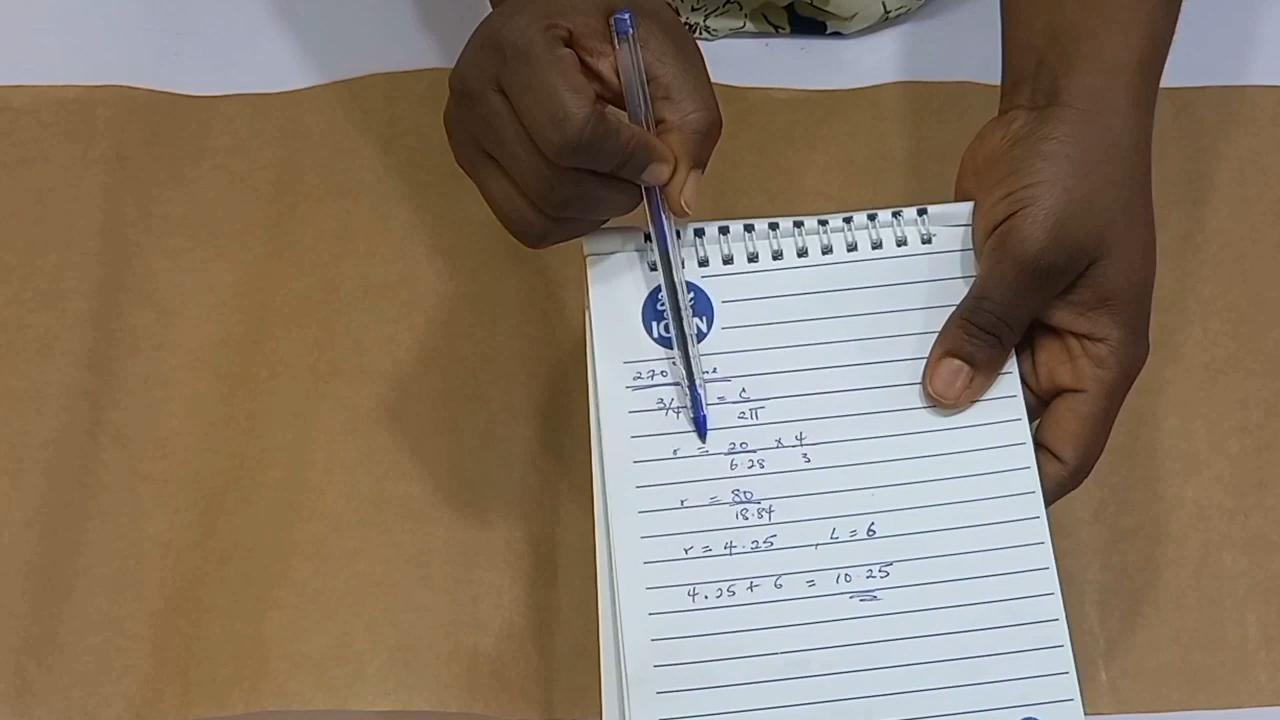 270
3/4 = C/2π
r = 20/6.28 × 4/3
r = 80/18.84
r = 4.25 , L = 6
4.25 + 6 = 10.25